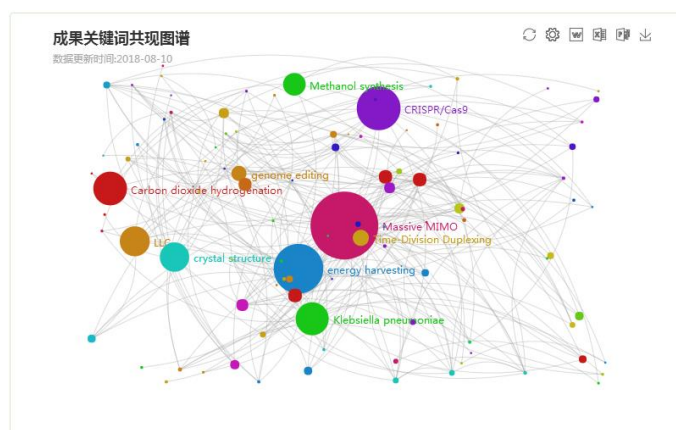 成果关键词共现图谱
数据更新时间:2018-08-10
Methanol synthesis
CRISPR/Cas9
genome editing
Carbon dioxide hydrogenation
Massive MIMO
LLC
Time-Division Duplexing
crystal structure
energy harvesting
Klebsiella pneumoniae